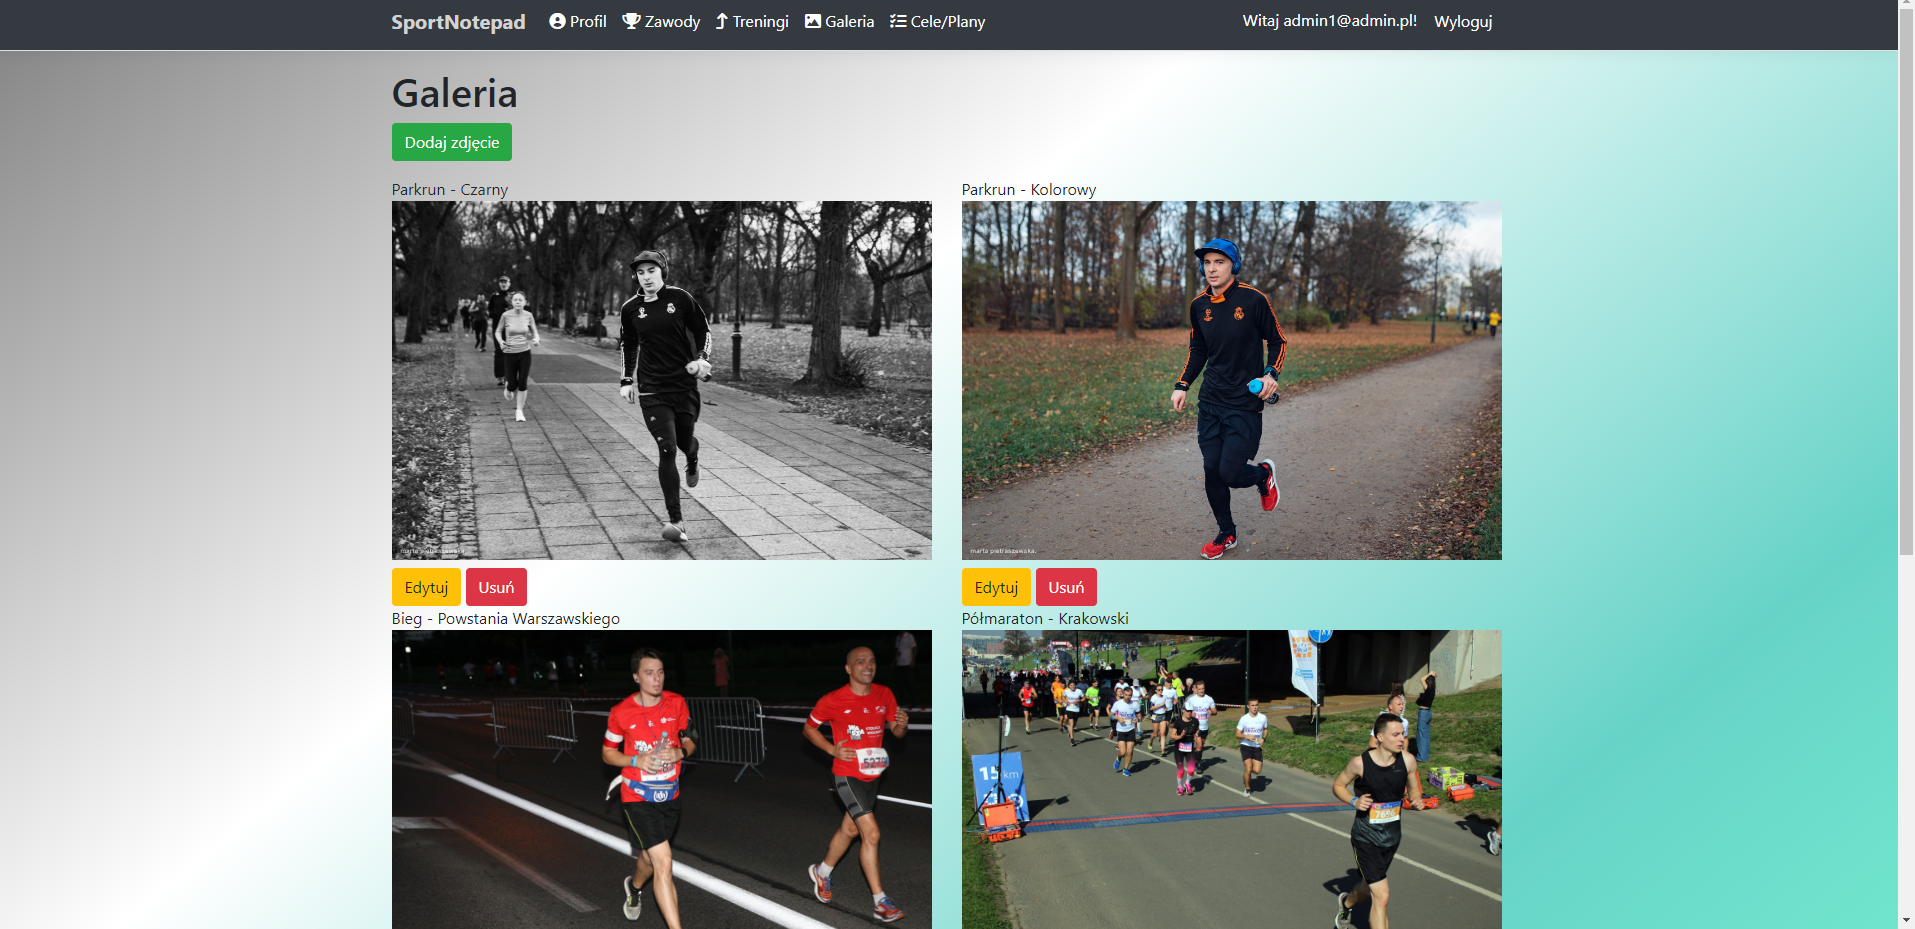 SportNotepad Profil Zawody Treningi Galeria Cele/Plany Witaj admin1@admin.pl! Wyloguj
Galeria
Dodaj zdjęcie
Parkrun - Czarny
Parkrun - Kolorowy
marta pietraszewska.
marta pietraszewska.
Edytuj Usuń
Edytuj Usuń
Bieg - Powstania Warszawskiego
Półmaraton - Krakowski
15 km